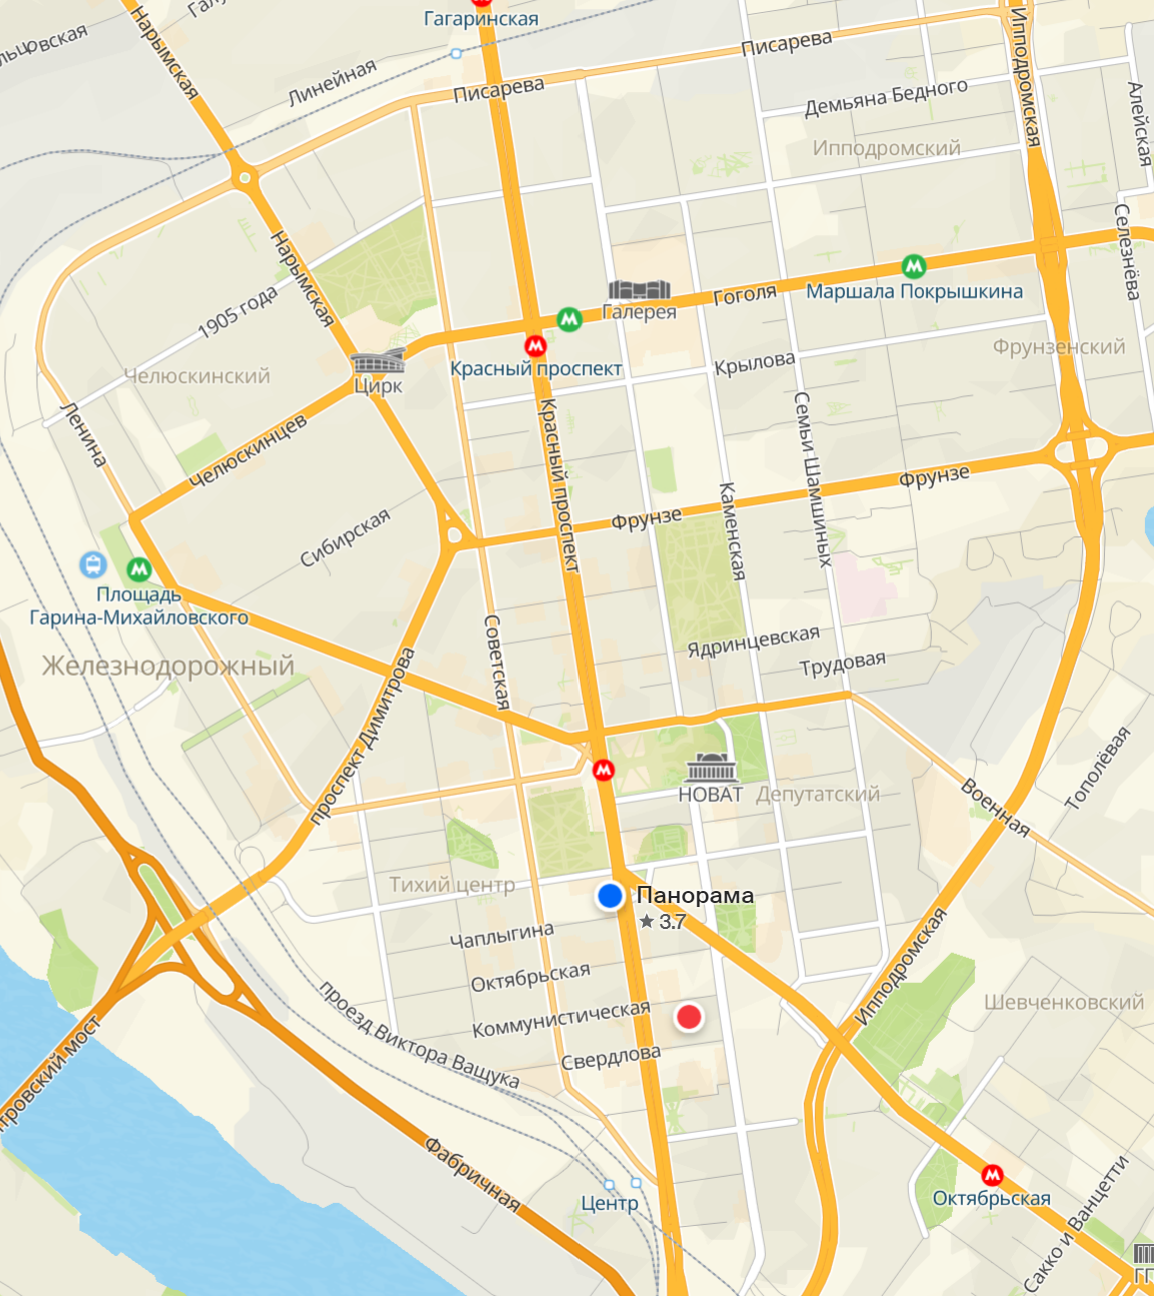 Гагаринская
Нарымская
Линейная
Писарева
Писарева
Ипподромская
Демьяна Бедного
Алейская
Ипподромский
Селезнёва
Нарымская
1905 года
Гоголя
Маршала Покрышкина
Галерея
Красный проспект
Крылова
Фрунзенский
Челюскинский
Цирк
Ленина
Челюскинцев
Красный проспект
Семьи Шамшиных
Каменская
Фрунзе
Фрунзе
Сибирская
Площадь
Гарина-Михайловского
Железнодорожный
Советская
Ядринцевская
Трудовая
проспект Димитрова
НОВАТ
Депутатский
Военная
Тополёвая
Тихий центр
Панорама
3.7
Чаплыгина
Октябрьская
Коммунистическая
Свердлова
Ипподромская
Шевченковский
проезд Виктора Ващука
Фабричная
Центр
Октябрьская
Сакко и Ванцетти